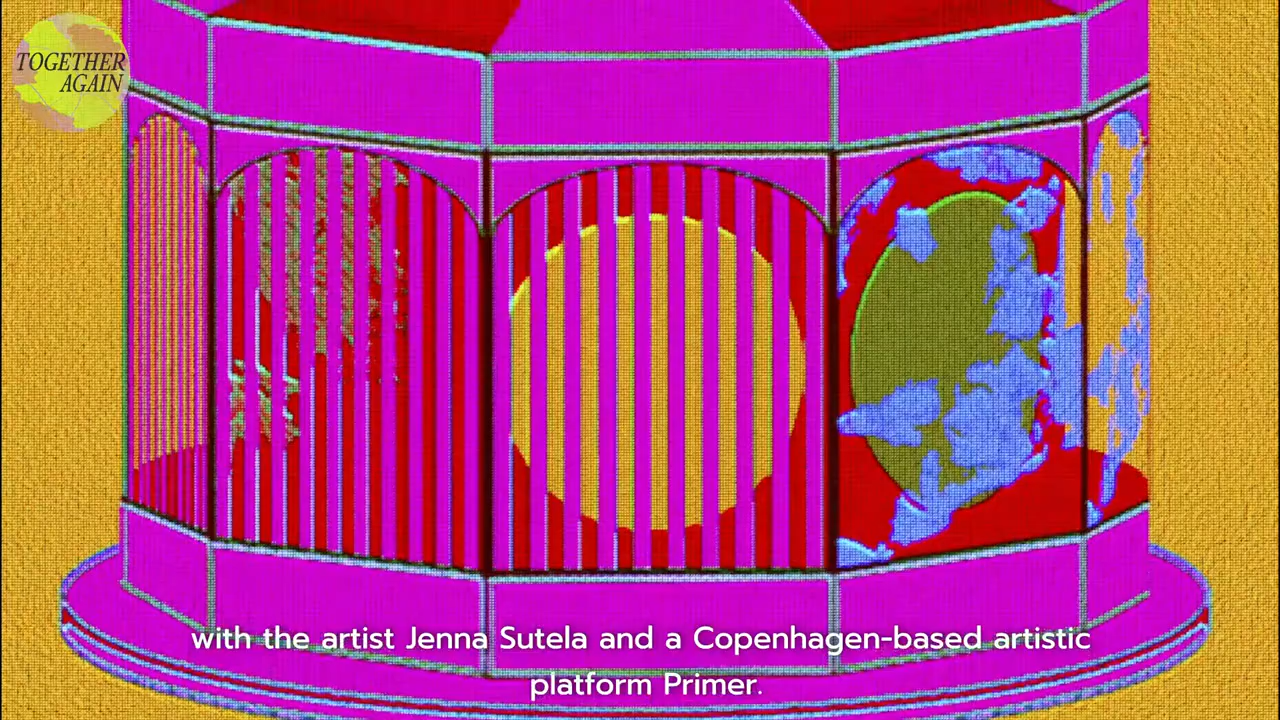 TOGETHER
AGAIN
with the artist Jenna Sutela and a Copenhagen-based artistic
platform Primer.